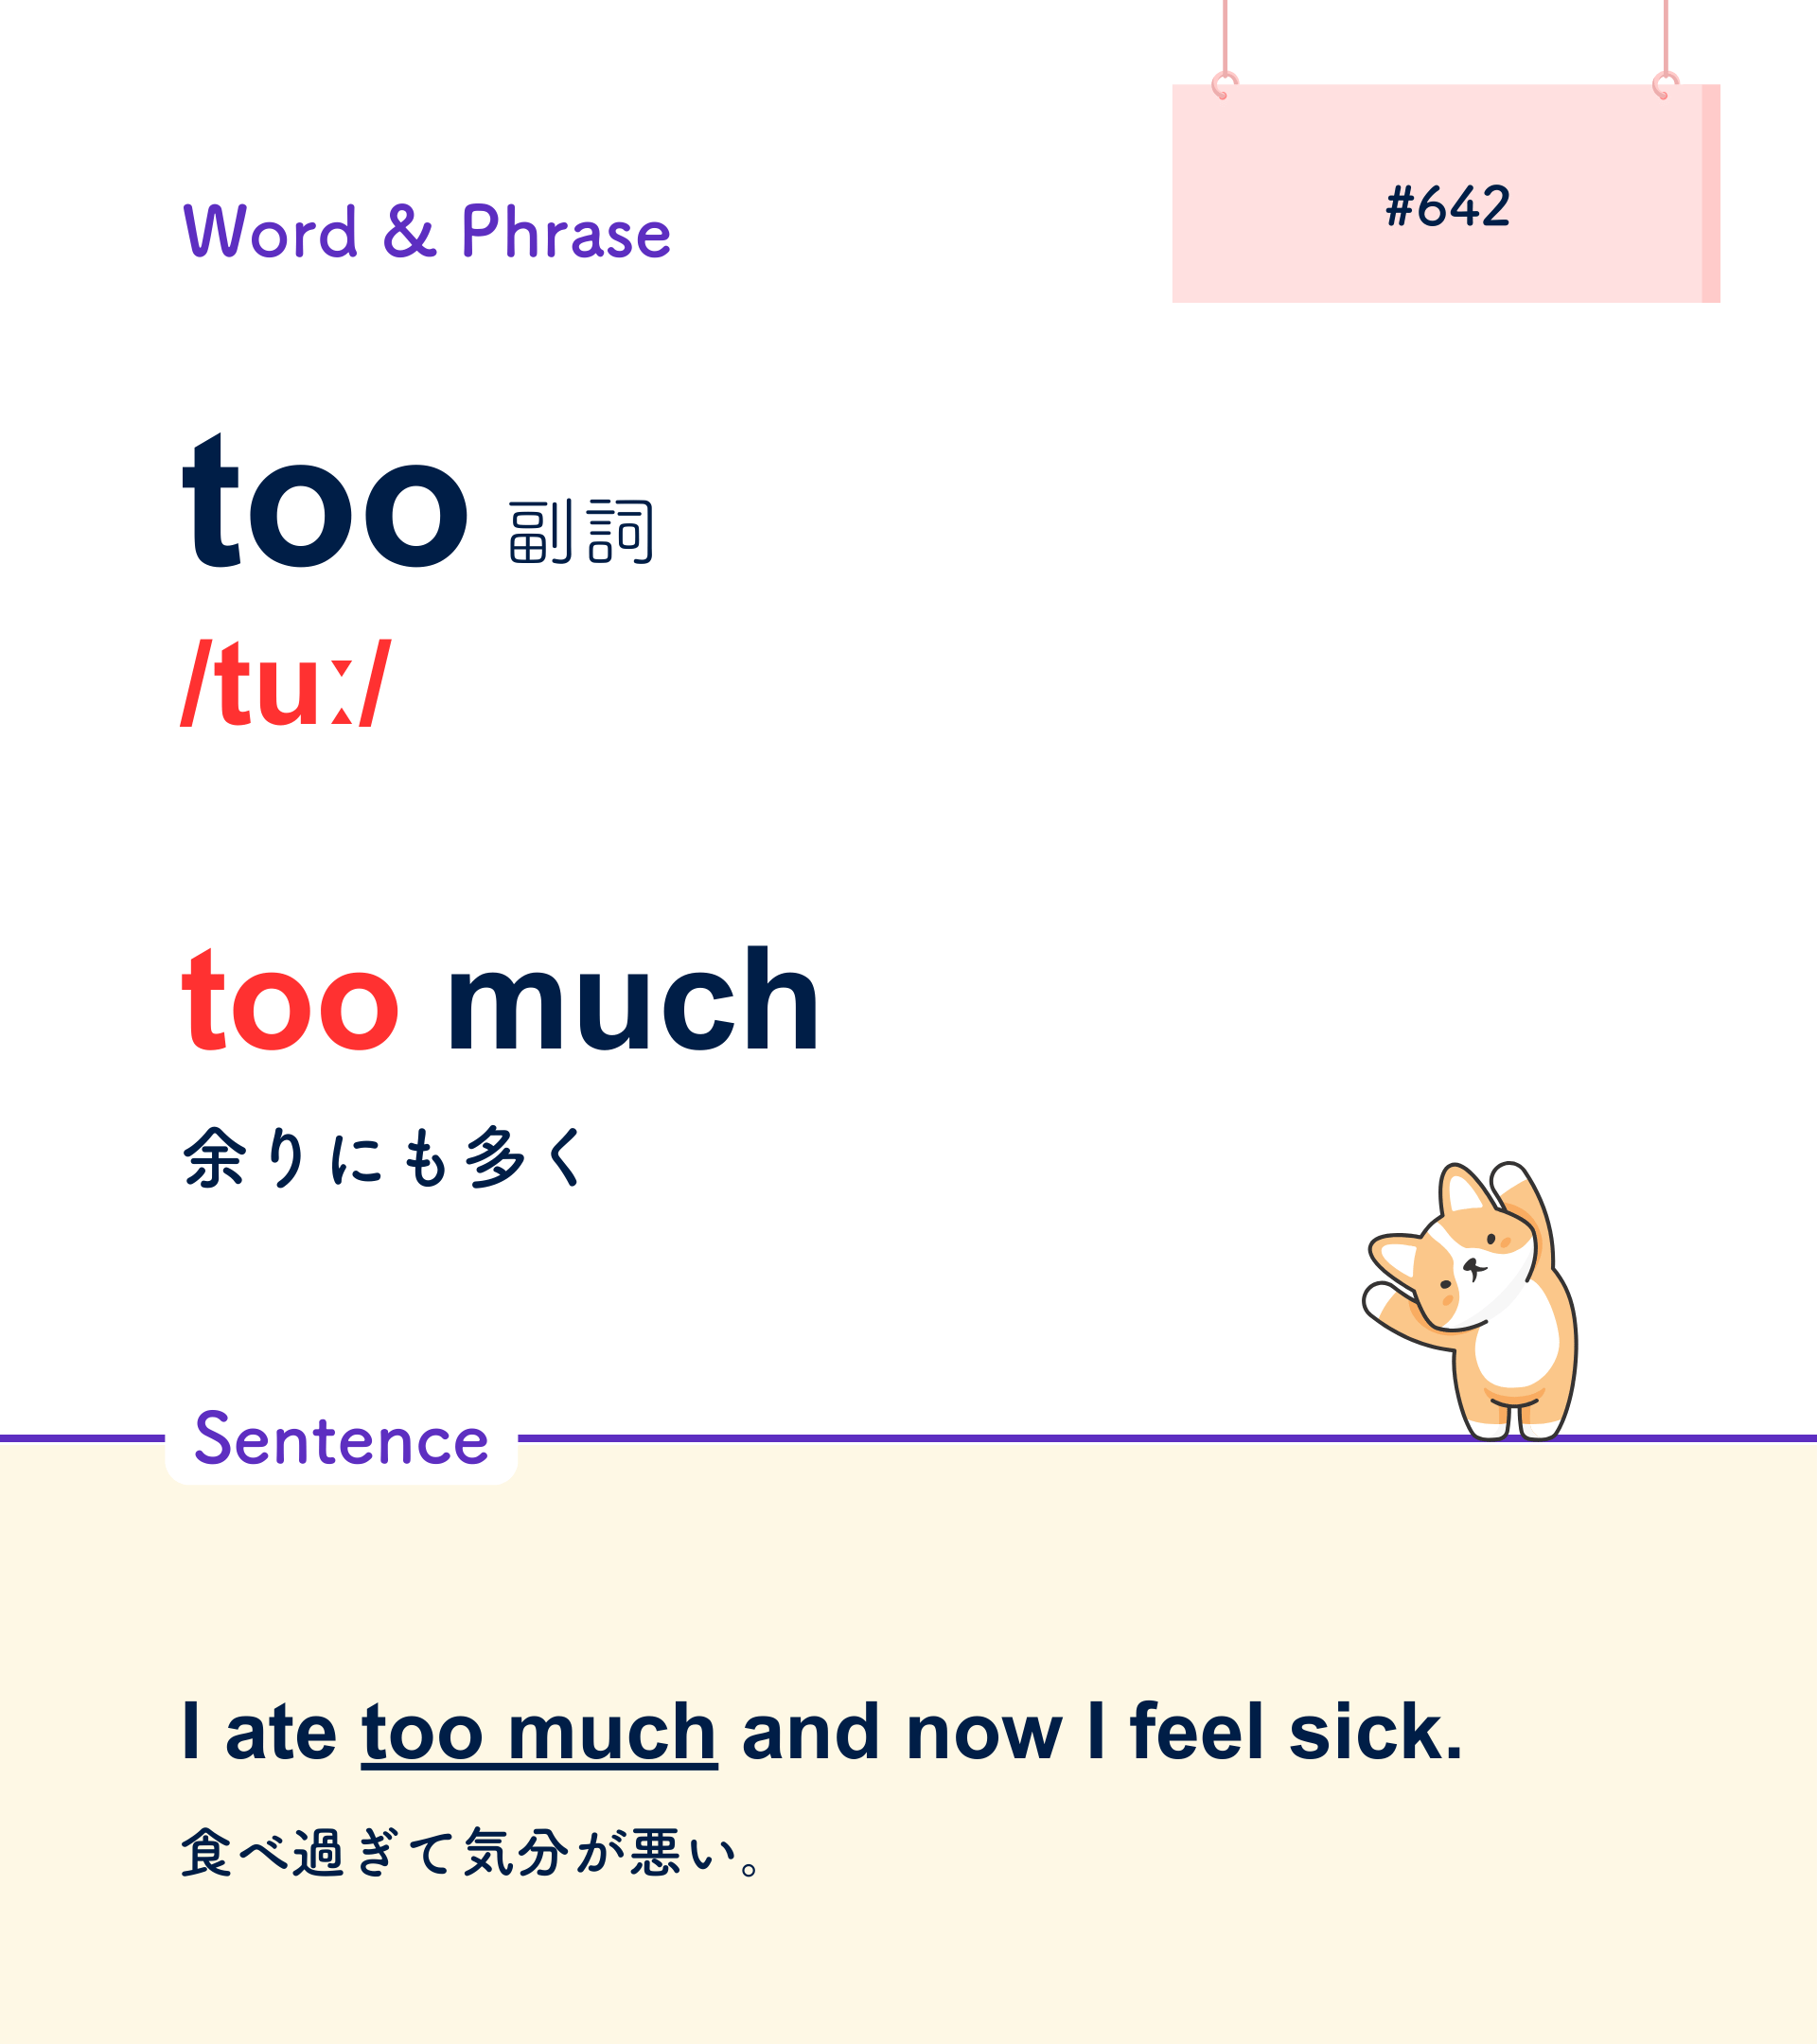 Word & Phrase
#642
too 副詞
/tuː/
too much
余りにも多く
Sentence
I ate too much and now I feel sick.
食べ過ぎて気分が悪い。